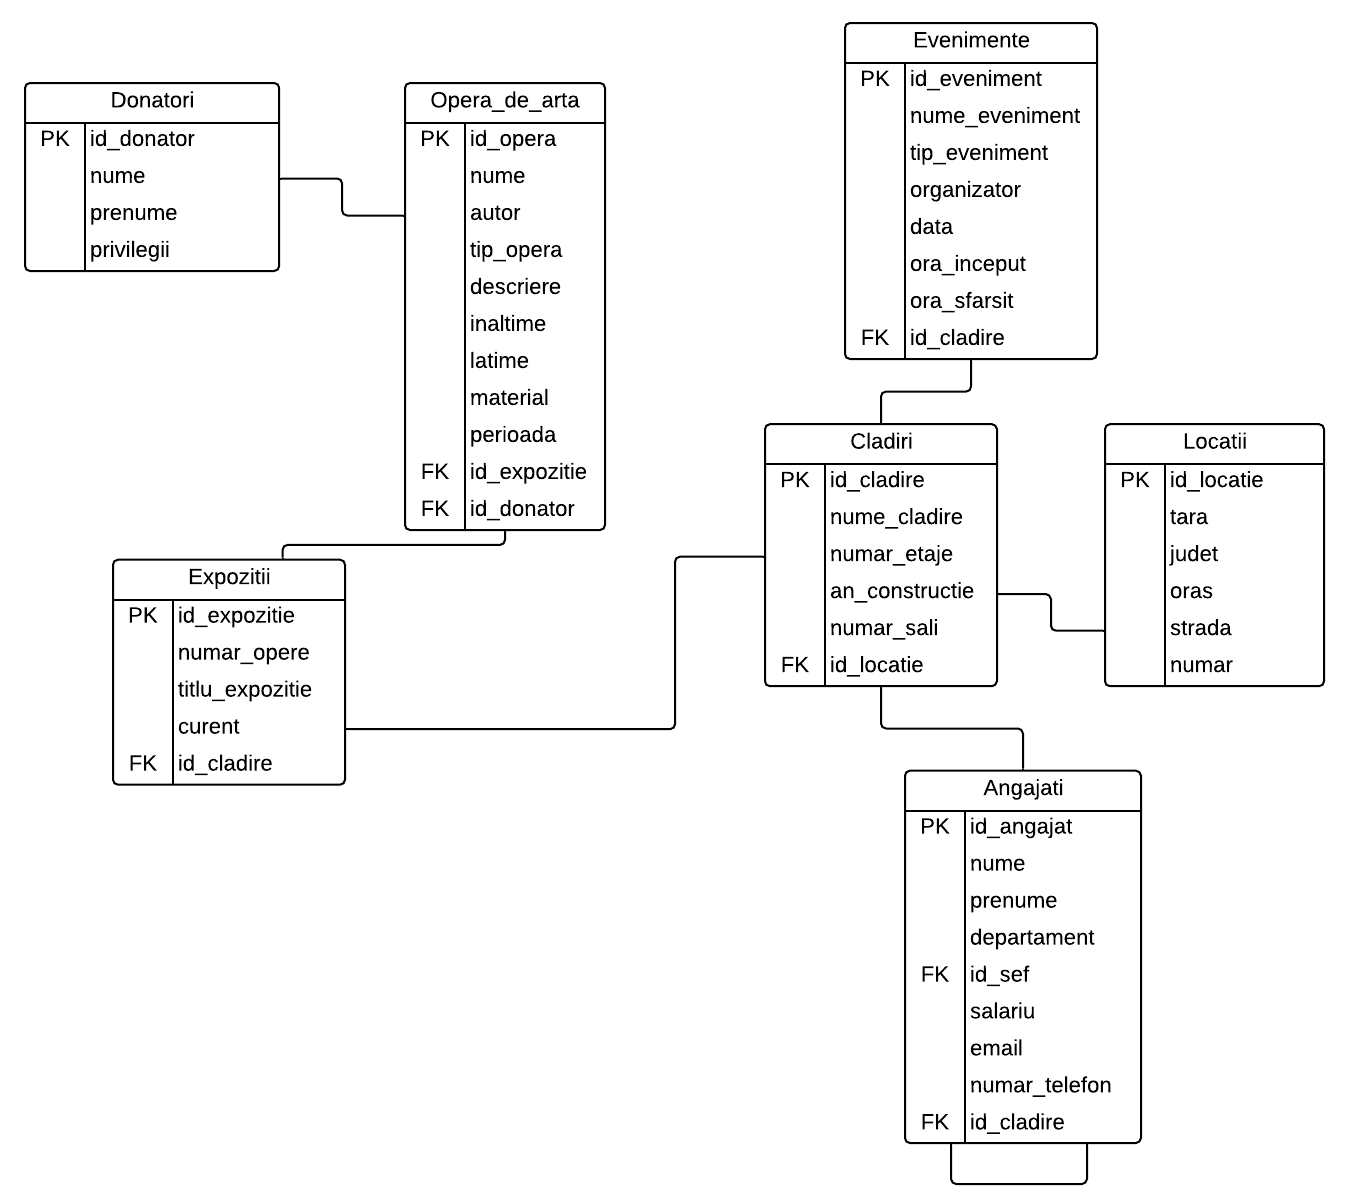 Donatori
PK id_donator
nume
prenume
privilegii
Opera_de_arta
PK id_opera
nume
autor
tip_opera
descriere
inaltime
latime
material
perioada
FK id_expozitie
FK id_donator
Evenimente
PK id_eveniment
nume_eveniment
tip_eveniment
organizator
data
ora_inceput
ora_sfarsit
FK id_cladire
Cladiri
PK id_cladire
nume_cladire
numar_etaje
an_constructie
numar_sali
FK id_locatie
Locatii
PK id_locatie
tara
judet
oras
strada
numar
Expozitii
PK id_expozitie
numar_opere
titlu_expozitie
curent
FK id_cladire
Angajati
PK id_angajat
nume
prenume
departament
FK id_sef
salariu
email
numar_telefon
FK id_cladire